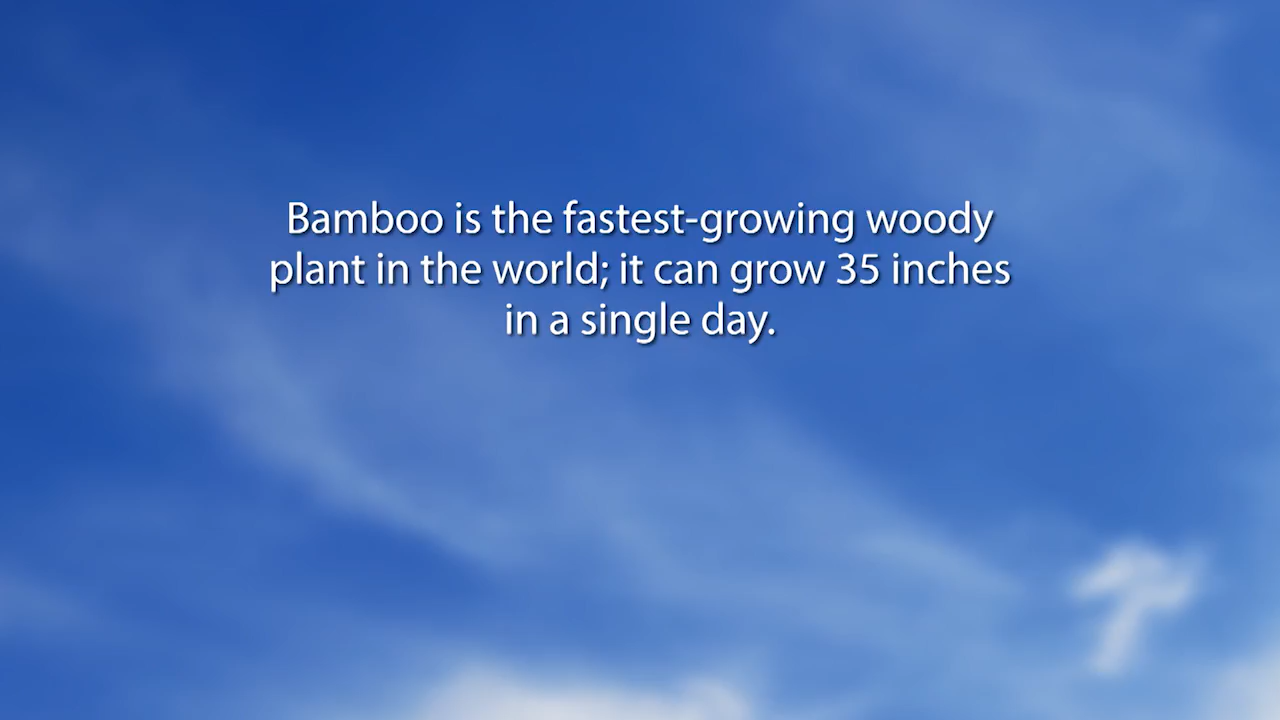 Bamboo is the fastest-growing woody
plant in the world; it can grow 35 inches
in a single day.